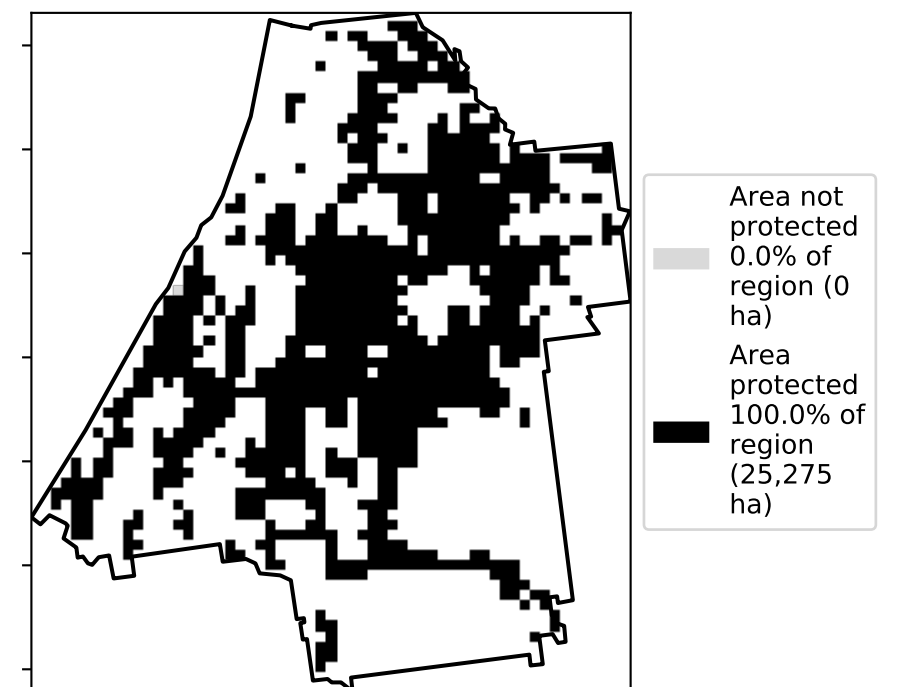 Area not
protected
0.0% of
region (0
ha)
Area
protected
100.0% of
region
(25,275
ha)